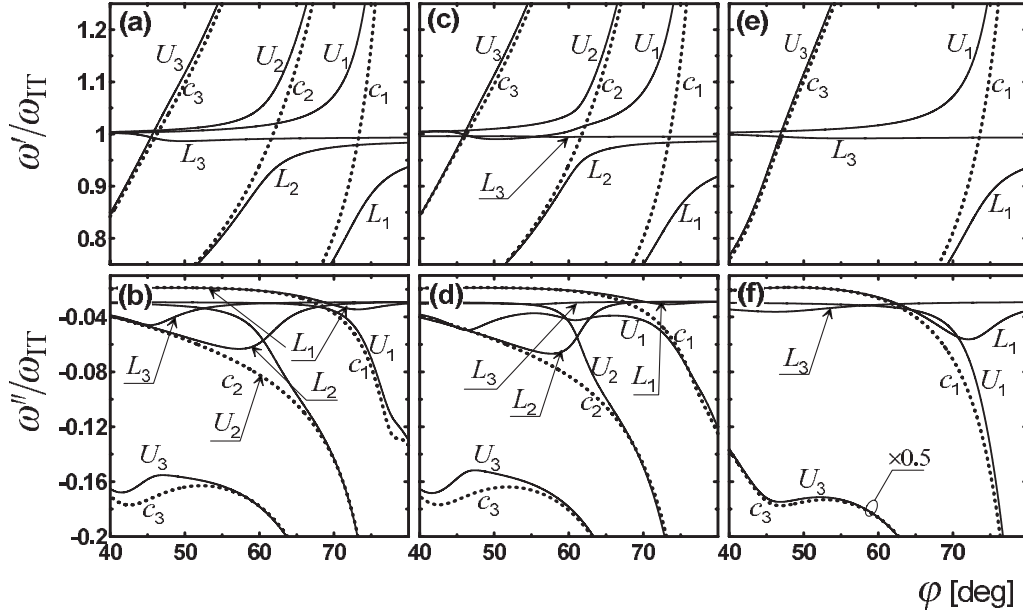 (a)
U3
c3
U2
c2
U1
c1
L3
L2
L1
1.2
1.1
1
0.9
0.8
ω'/ωIT
(c)
U3
c3
U2
c2
U1
c1
L3
L2
L1
(e)
U3
c3
U1
c1
L3
L1
(b)
L3
L1
L2
c2
U2
U1
c1
U3
c3
-0.04
-0.08
-0.12
-0.16
-0.2
ω''/ωIT
40 50 60 70
(d)
L3
L2
U2
c2
U1
L1
c1
U3
c3
40 50 60 70
(f)
L3
L1
c1
U1
×0.5
U3
c3
40 50 60 70
φ [deg]